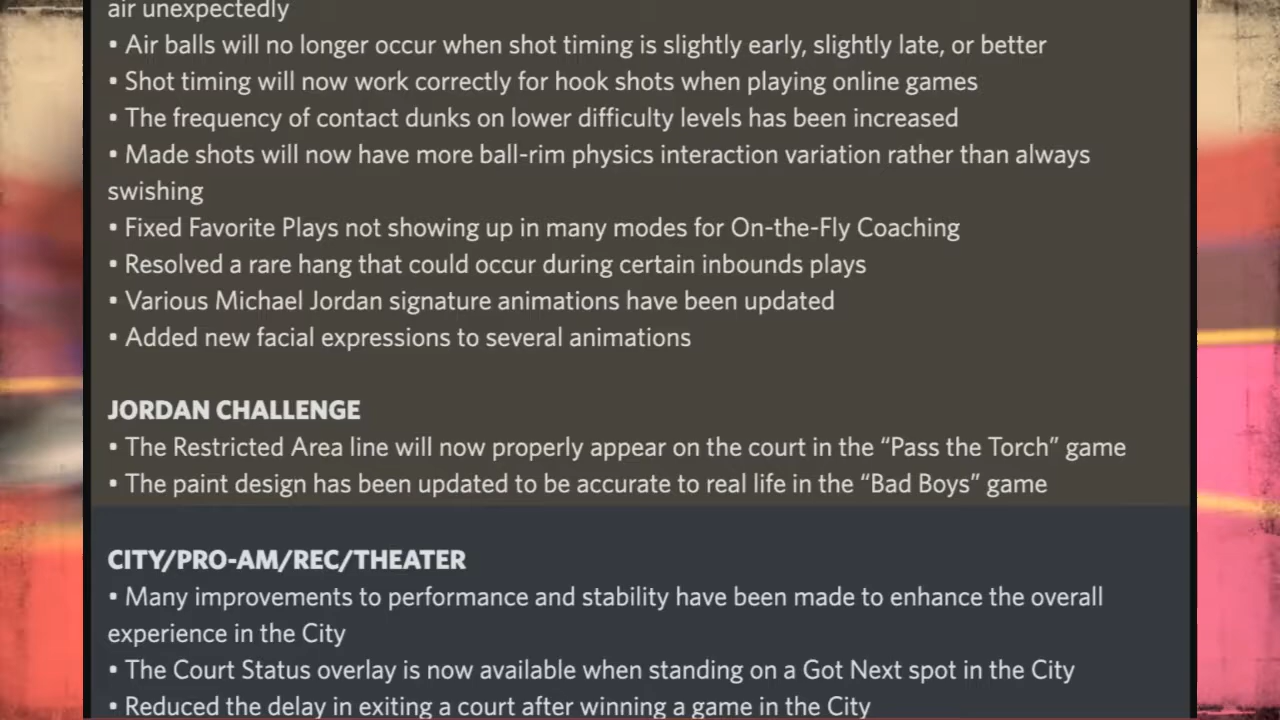 air unexpectedly
• Air balls will no longer occur when shot timing is slightly early, slightly late, or better
• Shot timing will now work correctly for hook shots when playing online games
• The frequency of contact dunks on lower difficulty levels has been increased
• Made shots will now have more ball-rim physics interaction variation rather than always
swishing
• Fixed Favorite Plays not showing up in many modes for On-the-Fly Coaching
• Resolved a rare hang that could occur during certain inbounds plays
• Various Michael Jordan signature animations have been updated
• Added new facial expressions to several animations
JORDAN CHALLENGE
• The Restricted Area line will now properly appear on the court in the “Pass the Torch” game
• The paint design has been updated to be accurate to real life in the “Bad Boys” game
CITY/PRO-AM/REC/THEATER
• Many improvements to performance and stability have been made to enhance the overall
experience in the City
• The Court Status overlay is now available when standing on a Got Next spot in the City
• Reduced the delay in exiting a court after winning a game in the City